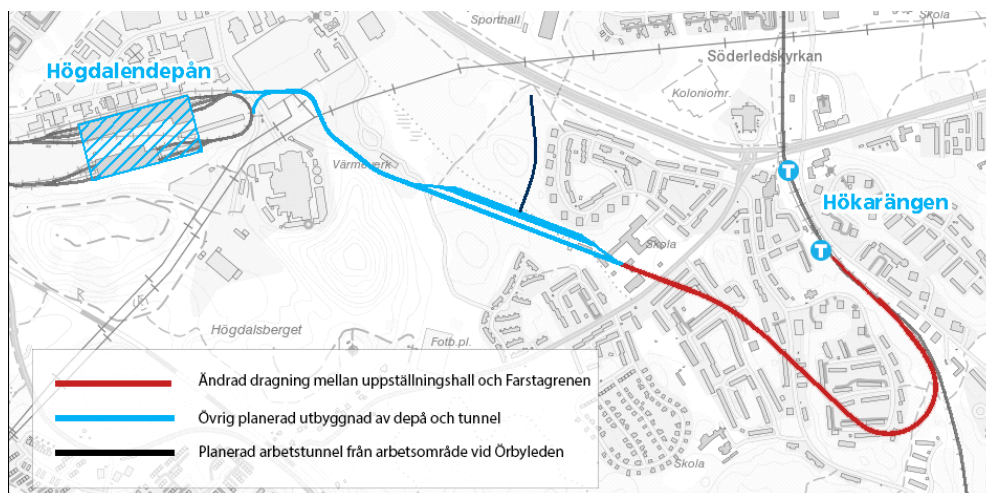 Sporthall
Skola
Söderledskyrkan
Högdalendepån
Koloniomr.
Värmeverk
T
Hökarängen
T
Skola
Högdalsberget
Fotb.pl.
Ändrad dragning mellan uppställningshall och Farstagrenen
Övrig planerad utbyggnad av depå och tunnel
Planerad arbetstunnel från arbetsområde vid Örbyleden
Skola